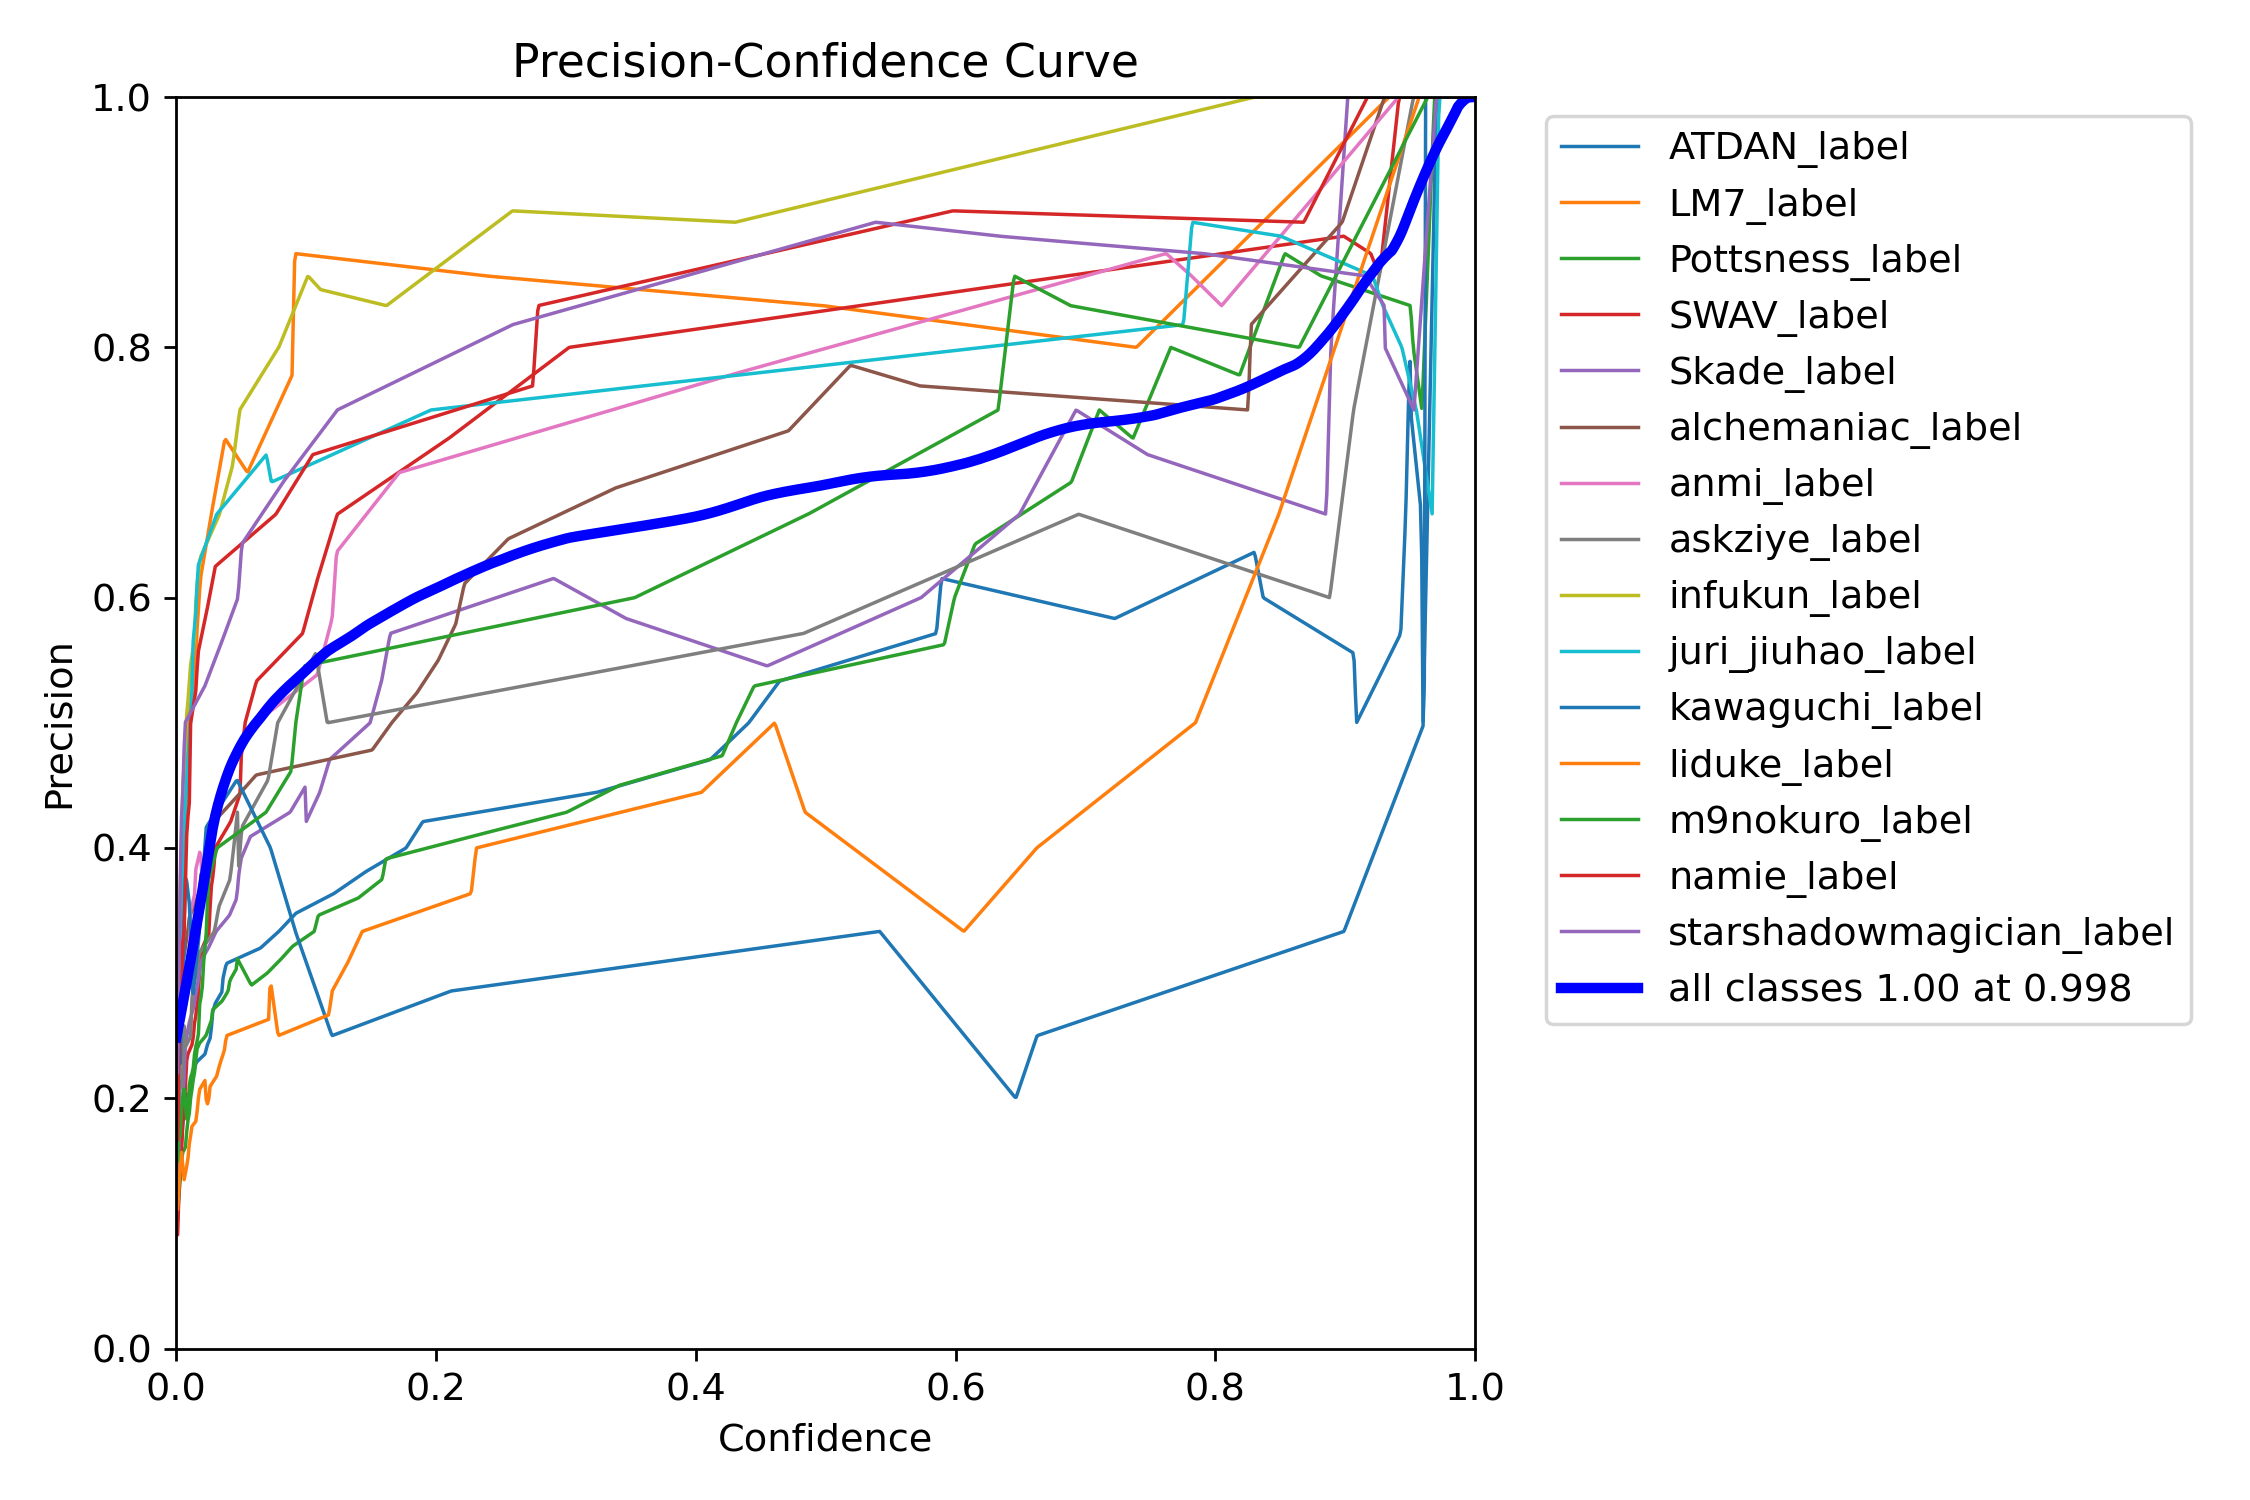 Precision-Confidence Curve
1.0
0.8
0.6
0.4
0.2
0.0
Precision
0.0 0.2 0.4 0.6 0.8 1.0
Confidence
ATDAN_label
LM7_label
Pottsness_label
SWAV_label
Skade_label
alchemaniac_label
anmi_label
askziye_label
infukun_label
juri_jiuhao_label
kawaguchi_label
liduke_label
m9nokuro_label
namie_label
starshadowmagician_label
all classes 1.00 at 0.998